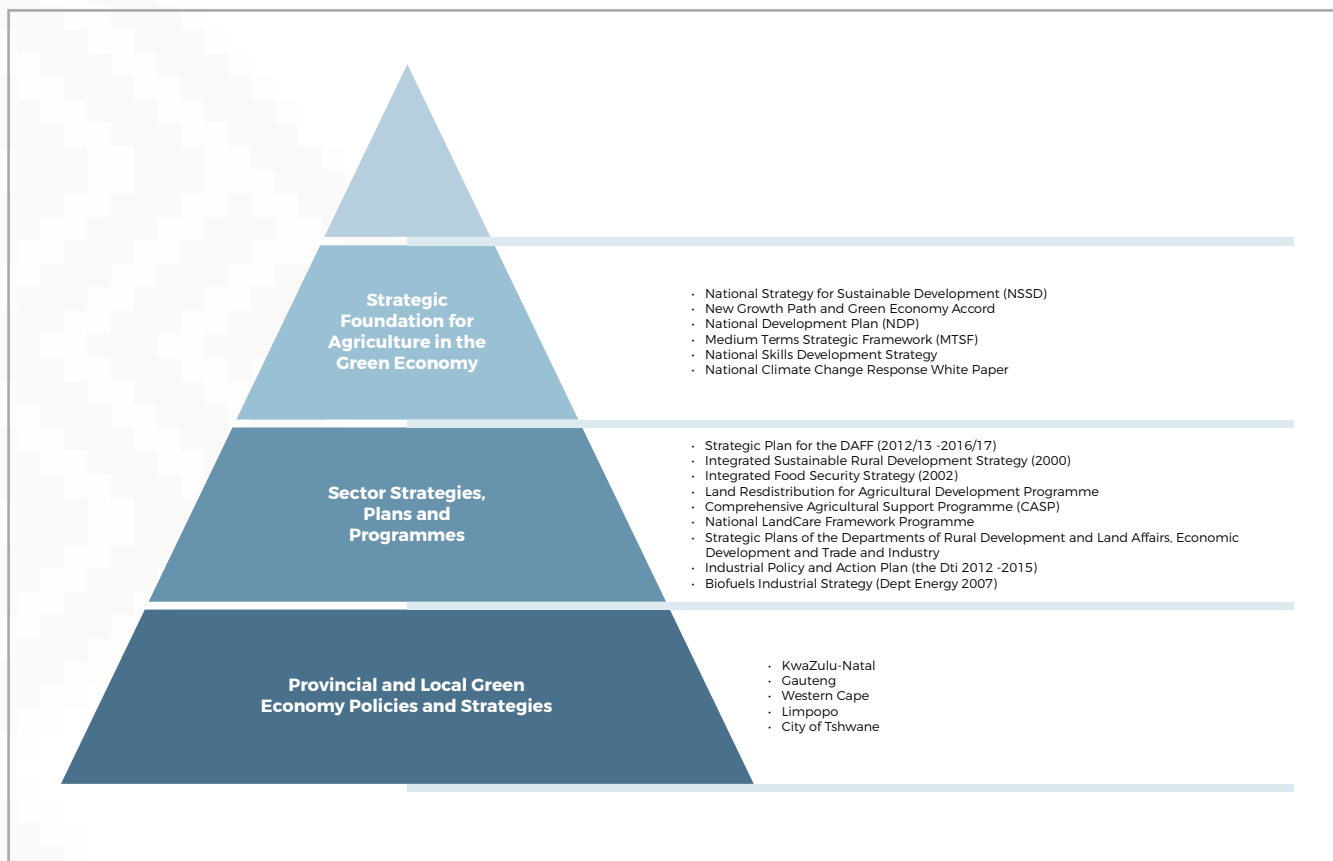 Strategic
Foundation for
Agriculture in the
Green Economy
· National Strategy for Sustainable Development (NSSD)
· New Growth Path and Green Economy Accord
· National Development Plan (NDP)
· Medium Terms Strategic Framework (MTSF)
· National Skills Development Strategy
· National Climate Change Response White Paper
Sector Strategies,
Plans and
Programmes
· Strategic Plan for the DAFF (2012/13 -2016/17)
· Integrated Sustainable Rural Development Strategy (2000)
· Integrated Food Security Strategy (2002)
· Land Resdistribution for Agricultural Development Programme
· Comprehensive Agricultural Support Programme (CASP)
· National LandCare Framework Programme
· Strategic Plans of the Departments of Rural Development and Land Affairs, Economic
Development and Trade and Industry
· Industrial Policy and Action Plan (the Dti 2012 -2015)
· Biofuels Industrial Strategy (Dept Energy 2007)
Provincial and Local Green
Economy Policies and Strategies
· KwaZulu-Natal
· Gauteng
· Western Cape
· Limpopo
· City of Tshwane